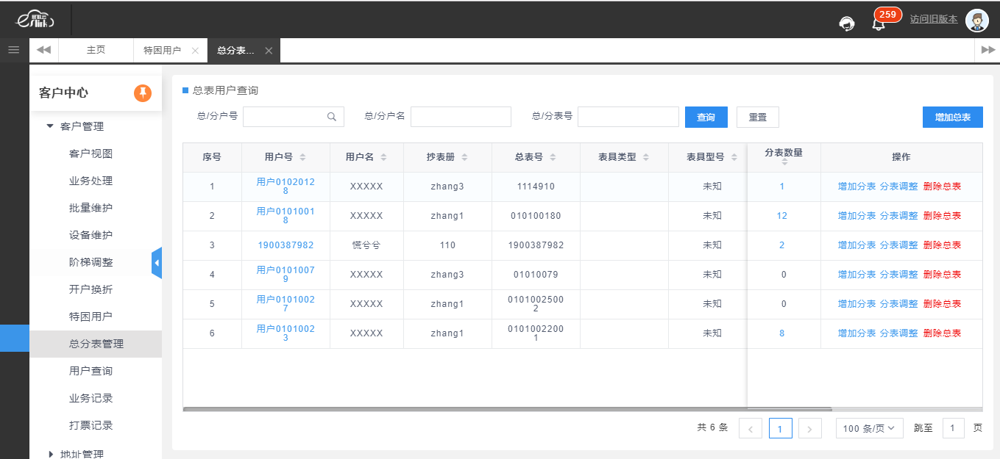 259
访问旧版本
主页
特困用户
总分表...
客户中心
客户管理
客户视图
业务处理
批量维护
设备维护
阶梯调整
开户换折
特困用户
总分表管理
用户查询
业务记录
打票记录
地址管理
总表用户查询
总/分户号
总/分户名
总/分表号
查询
重置
增加总表
序号 用户号 用户名 抄表册 总表号 表具类型 表具型号 分表数量 操作
1 用户01020128 XXXXX zhang3 1114910 未知 1 增加分表 分表调整 删除总表
2 用户01010018 XXXXX zhang1 010100180 未知 12 增加分表 分表调整 删除总表
3 1900387982 慌兮兮 110 1900387982 未知 2 增加分表 分表调整 删除总表
4 用户01010079 XXXXX zhang3 01010079 未知 0 增加分表 分表调整 删除总表
5 用户01010027 XXXXX zhang1 01010025002 未知 0 增加分表 分表调整 删除总表
6 用户01010023 XXXXX zhang1 01010022001 未知 8 增加分表 分表调整 删除总表
共 6 条 1 100 条/页 跳至 1 页